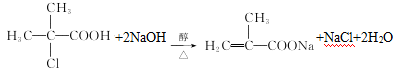 CH₃ CH₃
H₃C—C—COOH +2NaOH 醇 △ H₂C=C—COONa +NaCl+2H₂O
Cl